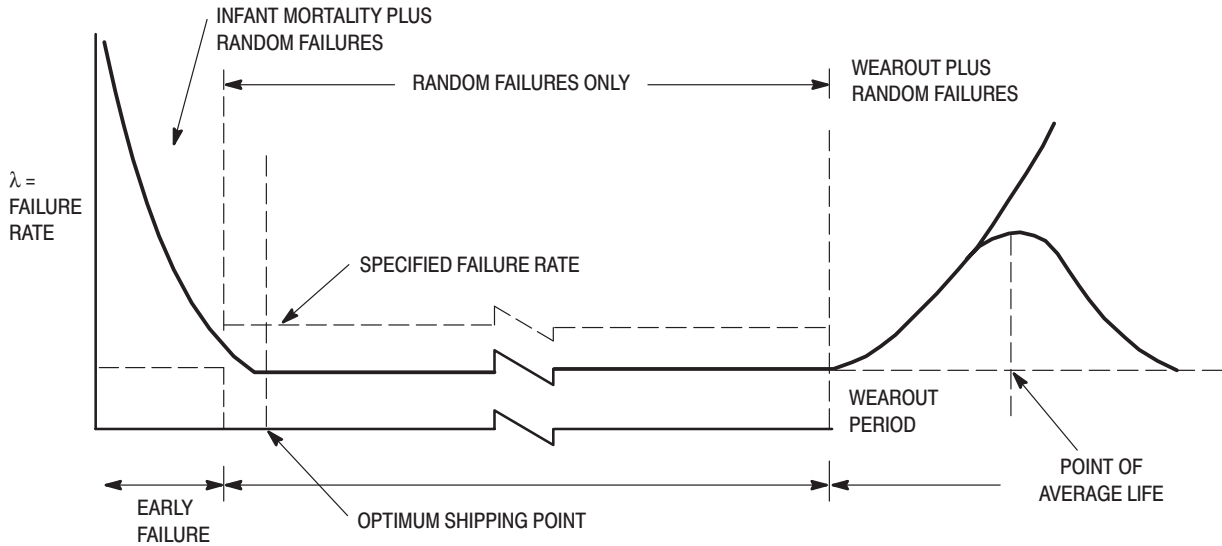 INFANT MORTALITY PLUS
RANDOM FAILURES
RANDOM FAILURES ONLY
WEAROUT PLUS
RANDOM FAILURES
λ =
FAILURE
RATE
SPECIFIED FAILURE RATE
WEAROUT
PERIOD
POINT OF
AVERAGE LIFE
EARLY
FAILURE
OPTIMUM SHIPPING POINT